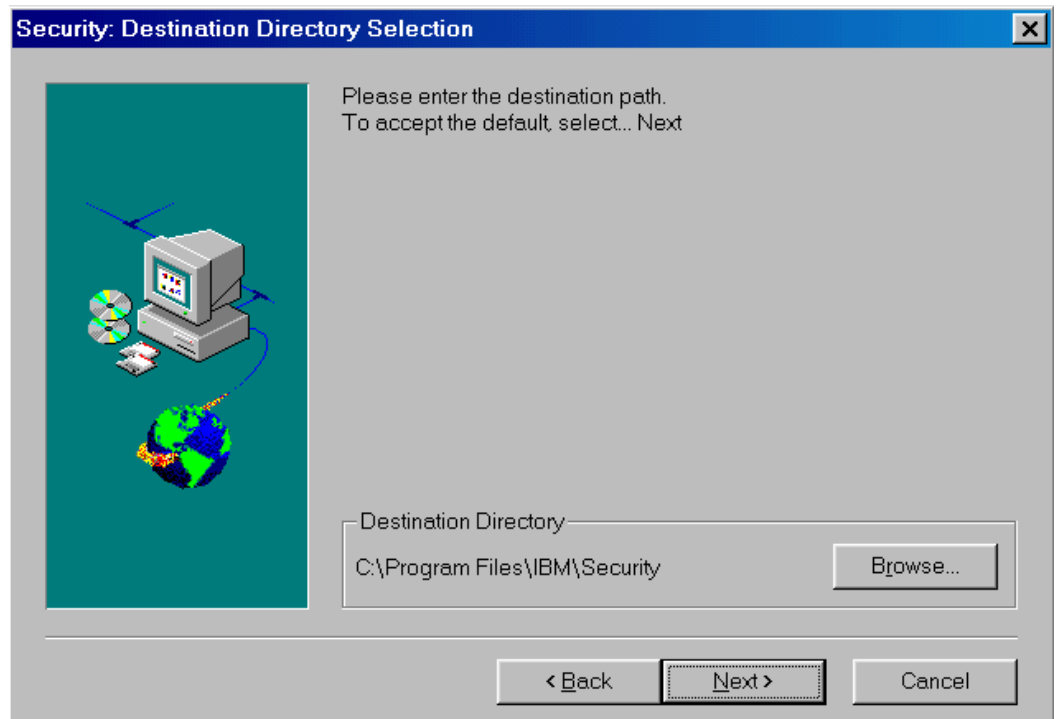 Security: Destination Directory Selection
Please enter the destination path.
To accept the default, select... Next
Destination Directory
C:\Program Files\IBM\Security
Browse...
< Back
Next >
Cancel